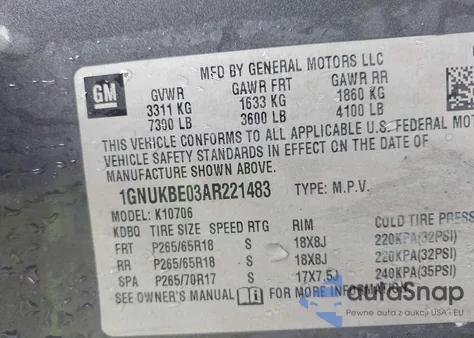 MFD BY GENERAL MOTORS LLC
GM GVWR GAWR FRT GAWR RR
3311 KG 1633 KG 1860 KG
7300 LB 3600 LB 4100 LB
THIS VEHICLE CONFORMS TO ALL APPLICABLE U.S. FEDERAL MOT
VEHICLE SAFETY STANDARDS IN EFFECT ON THE DATE OF
MANUFACTURE SHOWN ABOVE.
1GNUKBE03AR221483 TYPE: M.P.V.
MODEL: K10706
KDBQ TIRE SIZE SPEED RTG RIM COLD TIRE PRES
FRT P265/65R18 S 18X8J 220KPA(32PSI)
RR P265/65R18 S 18X8J 220KPA(32PSI)
SPA P265/70R17 S 17X7.5J 240KPA(35PSI)
SEE OWNER'S MANUAL FOR MORE INFORMATION
autoSnap
Pewne auta z aukcji USA i EU